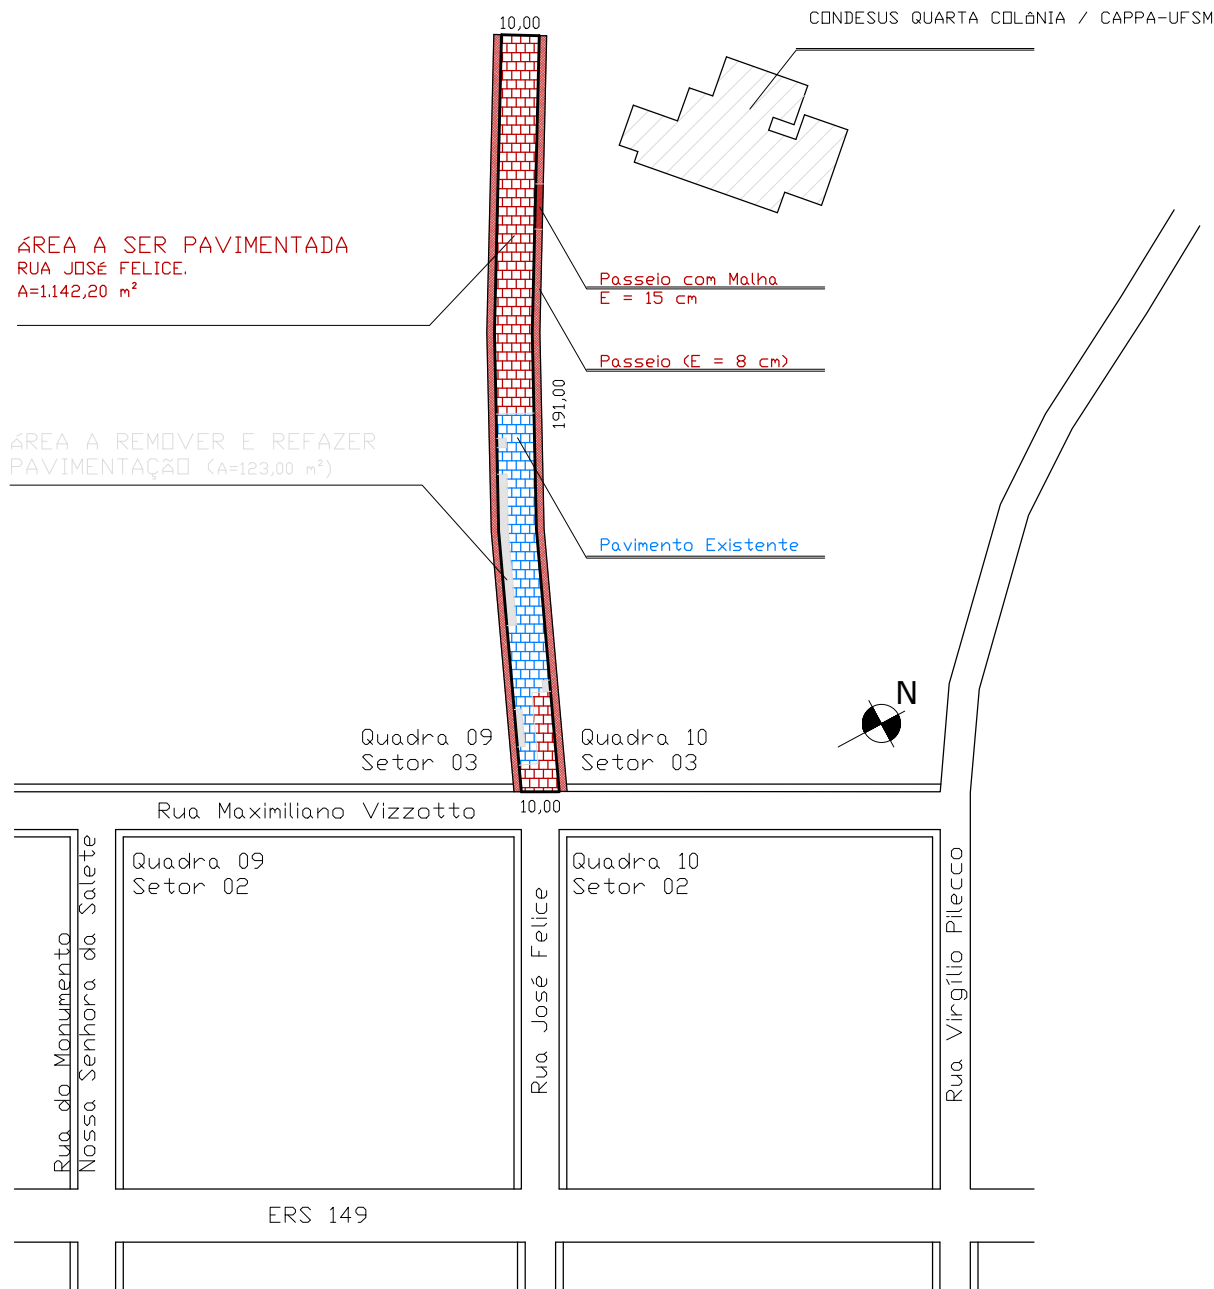 10,00
CONDESUS QUARTA COLôNIA / CAPPA-UFSM
áREA A SER PAVIMENTADA
RUA JOSé FELICE.
A=1.142,20 m²
Passeio com Malha
E = 15 cm
Passeio (E = 8 cm)
191,00
áREA A REMOVER E REFAZER
PAVIMENTAÇÃO (A=123,00 m²)
Pavimento Existente
N
Quadra 09
Setor 03
Quadra 10
Setor 03
10,00
Rua Maximiliano Vizzotto
Quadra 09
Setor 02
Quadra 10
Setor 02
Rua do Monumento
Nossa Senhora da Salete
Rua José Felice
Rua Virgílio Pilecco
ERS 149